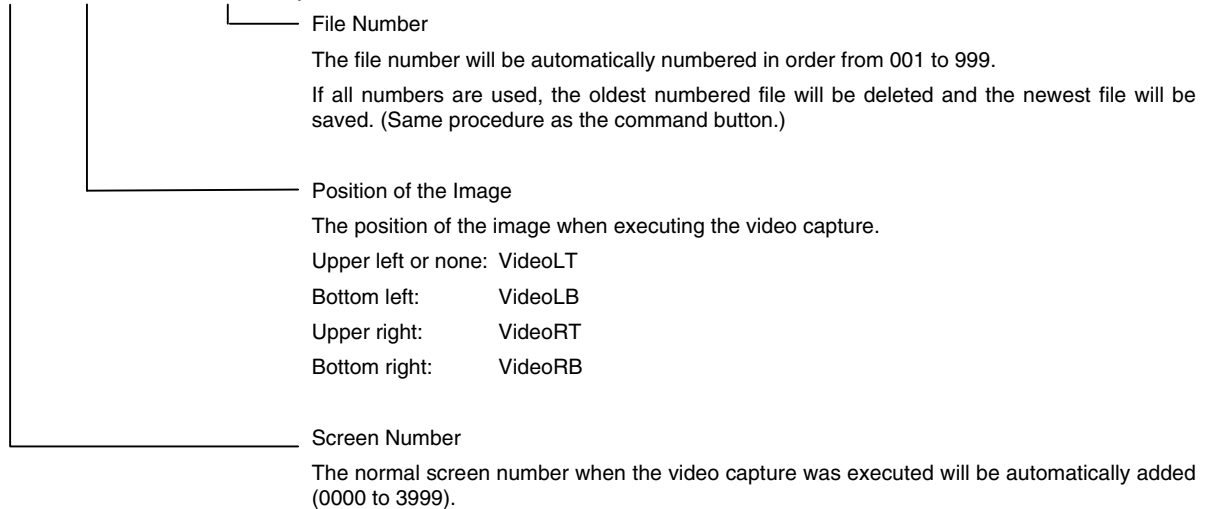 File Number
The file number will be automatically numbered in order from 001 to 999.
If all numbers are used, the oldest numbered file will be deleted and the newest file will be
saved. (Same procedure as the command button.)
Position of the Image
The position of the image when executing the video capture.
Upper left or none: VideoLT
Bottom left: VideoLB
Upper right: VideoRT
Bottom right: VideoRB
Screen Number
The normal screen number when the video capture was executed will be automatically added
(0000 to 3999).